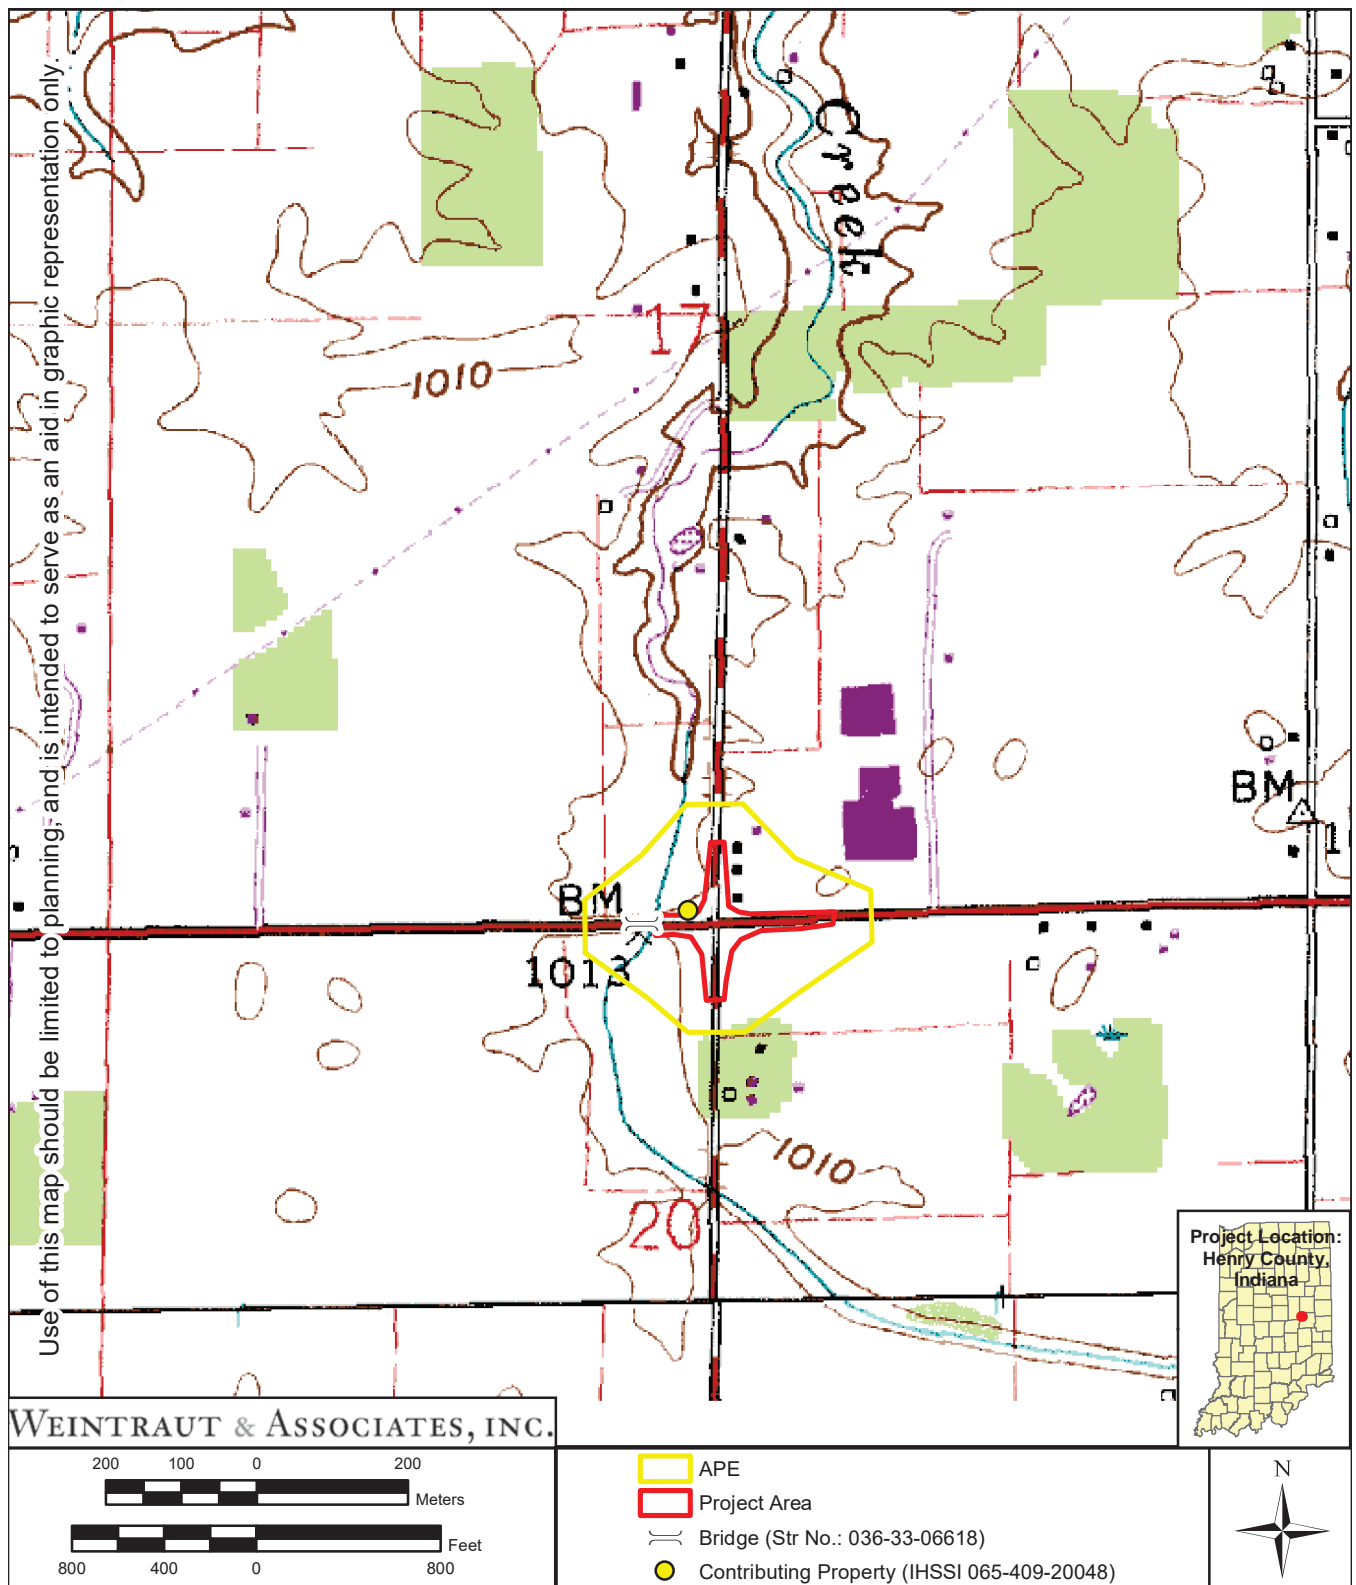 Use of this map should be limited to planning, and is intended to serve as an aid in graphic representation only.
Creek
17
1010
BM
BM
1013
1010
20
Project Location:
Henry County,
Indiana
WEINTRAUT & ASSOCIATES, INC.
200 100 0 200
Meters
Feet
800 400 0 800
APE
Project Area
Bridge (Str No.: 036-33-06618)
Contributing Property (IHSSI 065-409-20048)
N